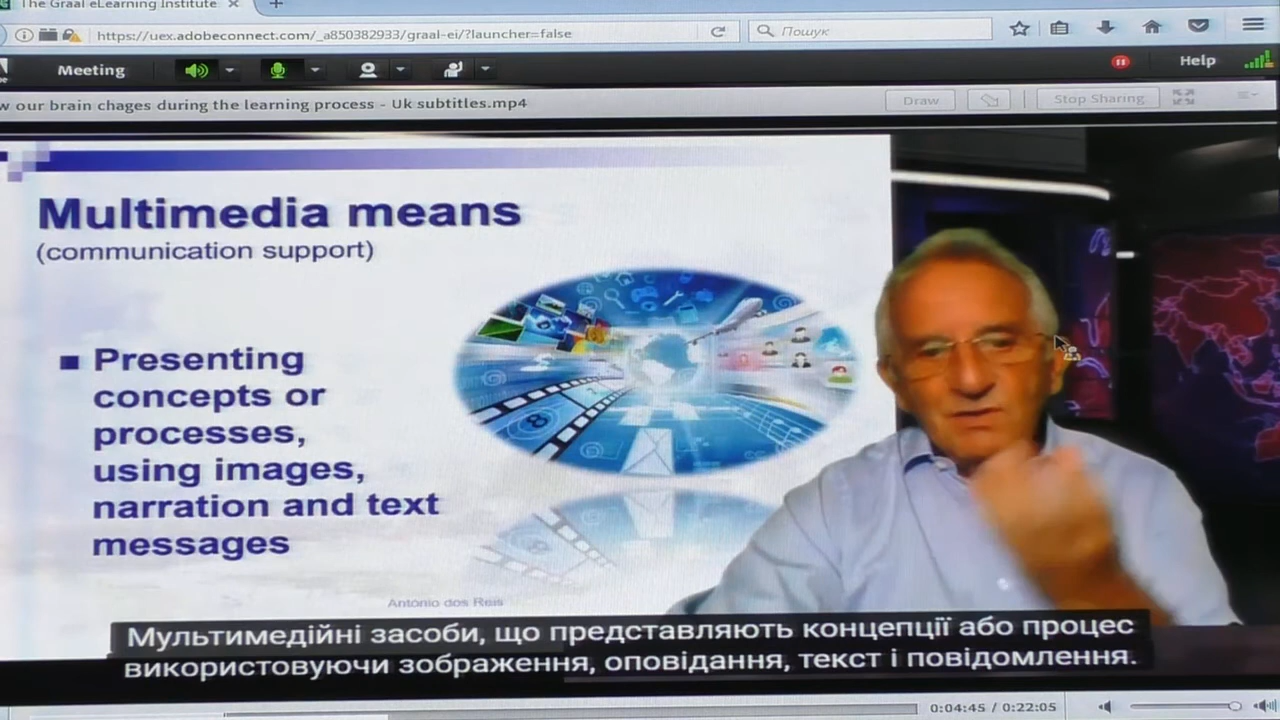 The Graal eLearning Institute
https://uex.adobeconnect.com/_a850382933/graal-ei/?launcher=false
Пошук
Meeting
Help
w our brain chages during the learning process - Uk subtitles.mp4
Draw
Stop Sharing
Multimedia means
(communication support)
Presenting
concepts or
processes,
using images,
narration and text
messages
8
António dos Reis
Мультимедійні засоби, що представляють концепції або процес
використовуючи зображення, оповідання, текст і повідомлення.
0:04:45 / 0:22:05